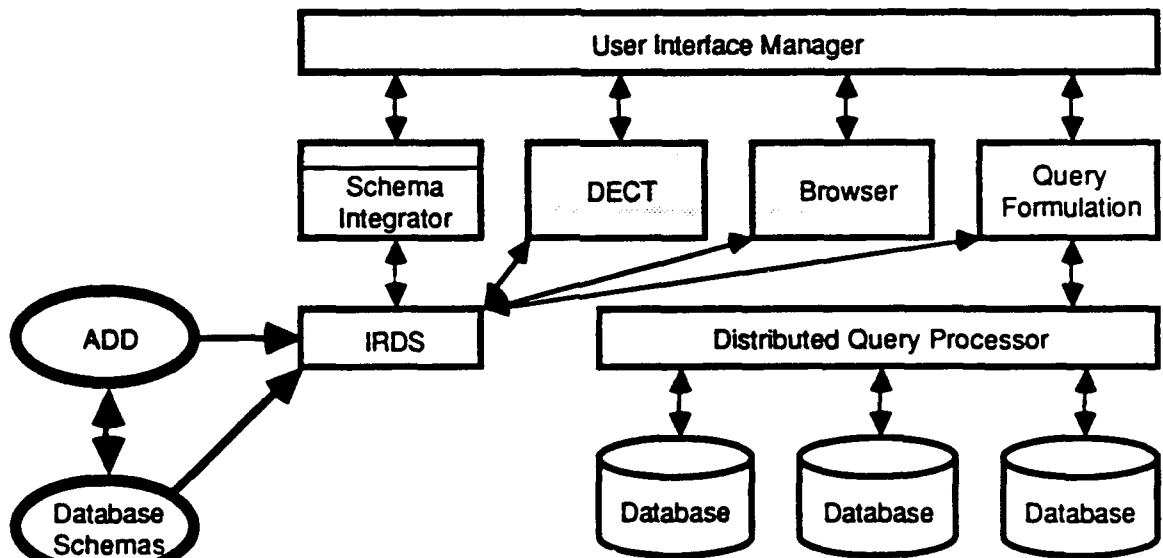 User Interface Manager
Schema
Integrator
DECT
Browser
Query
Formulation
ADD
IRDS
Distributed Query Processor
Database
Schemas
Database
Database
Database